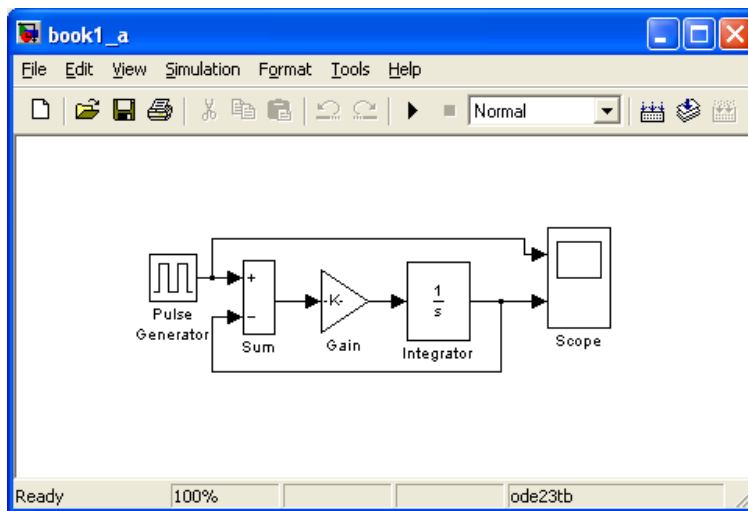 book1_a
File Edit View Simulation Format Tools Help
Normal
Pulse
Generator
+
−
Sum
-K-
Gain
1
s
Integrator
Scope
Ready 100% ode23tb